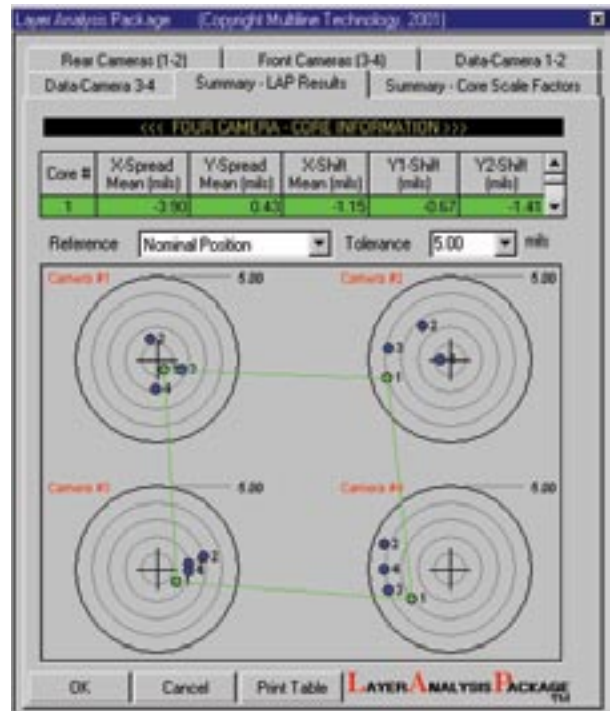 Layer Analysis Package (Copyright Multiline Technology, 2001)
Rear Cameras (1-2) Front Cameras (3-4) Data-Camera 1-2
Data-Camera 3-4 Summary - LAP Results Summary - Core Scale Factors
<<< FOUR CAMERA - CORE INFORMATION >>>
Core # X-Spread Mean (mils) Y-Spread Mean (mils) X-Shift Mean (mils) Y1-Shift (mils) Y2-Shift (mils)
1 -3.90 0.43 -1.15 -0.67 -1.41
Reference Nominal Position Tolerance 5.00 mils
Camera #1 5.00 Camera #2 5.00
2 2
3
1 3 1
4
Camera #3 5.00 Camera #4 5.00
2
4 4
1 1
OK Cancel Print Table LAYER ANALYSIS PACKAGE TM